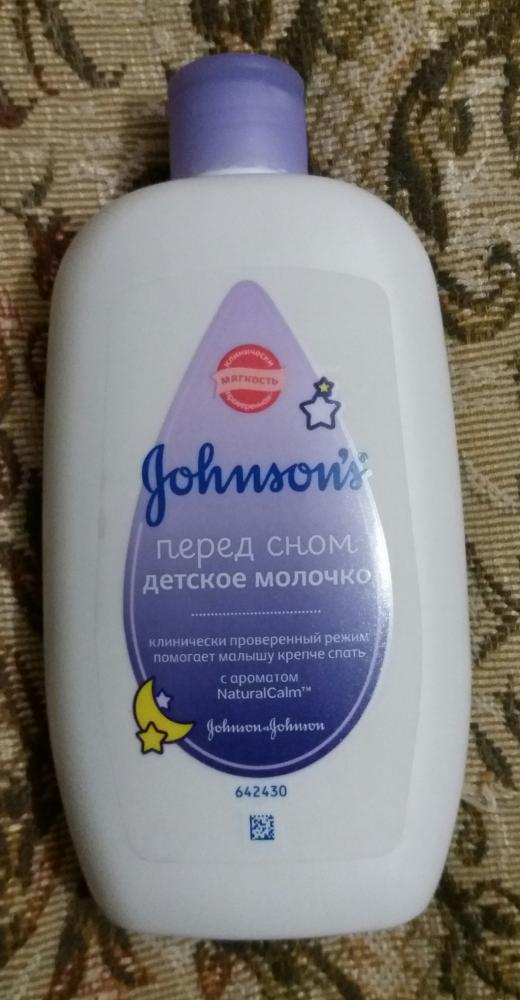 клинически
мягкость
проверенно
Johnson's®
перед сном
детское молочко
клинически проверенный режим
помогает малышу крепче спать
с ароматом
NaturalCalm™
Johnson & Johnson
642430